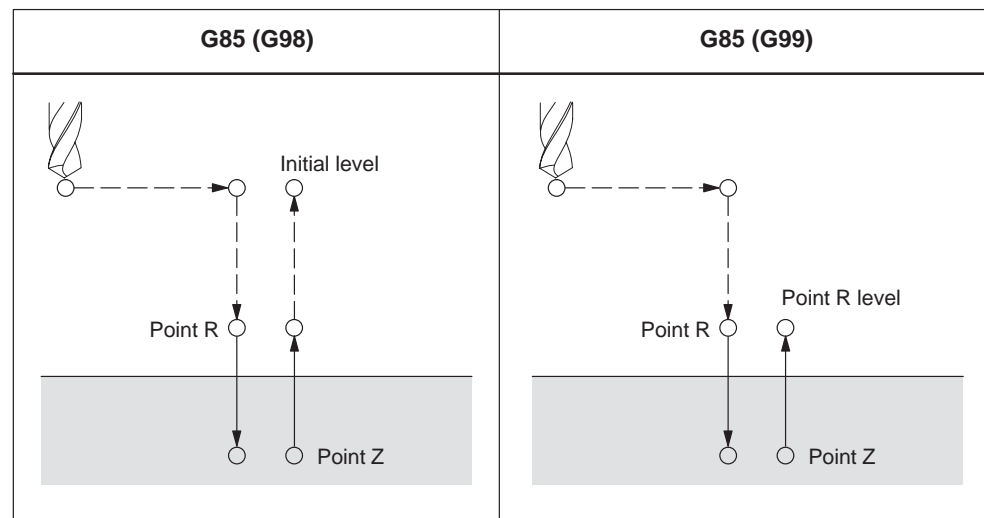 G85 (G98)
G85 (G99)
Initial level
Point R
Point Z
Point R level
Point R
Point Z